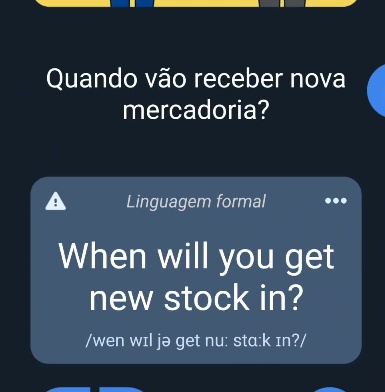 Quando vão receber nova
mercadoria?
Linguagem formal
When will you get
new stock in?
/wen wɪl jə get nuː stɑːk ɪn?/